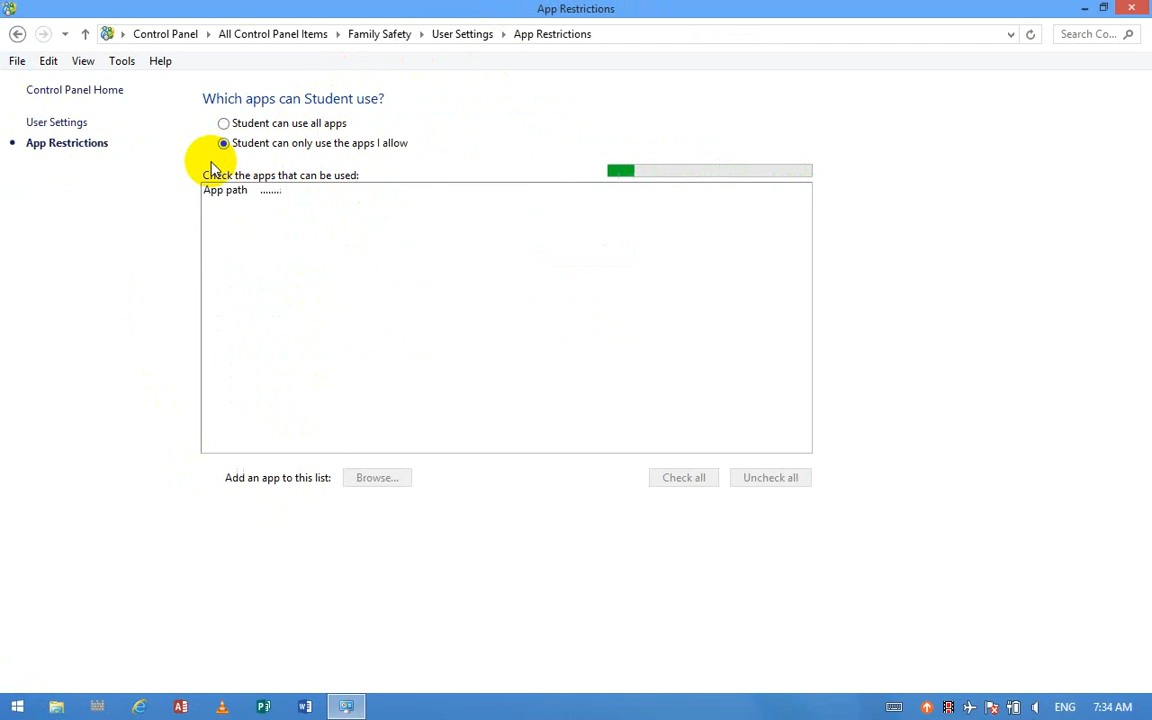 App Restrictions
Control Panel All Control Panel Items Family Safety User Settings App Restrictions Search Co...
File Edit View Tools Help
Control Panel Home
User Settings
App Restrictions
Which apps can Student use?
Student can use all apps
Student can only use the apps I allow
Check the apps that can be used:
App path ........
Add an app to this list: Browse... Check all Uncheck all
ENG 7:34 AM